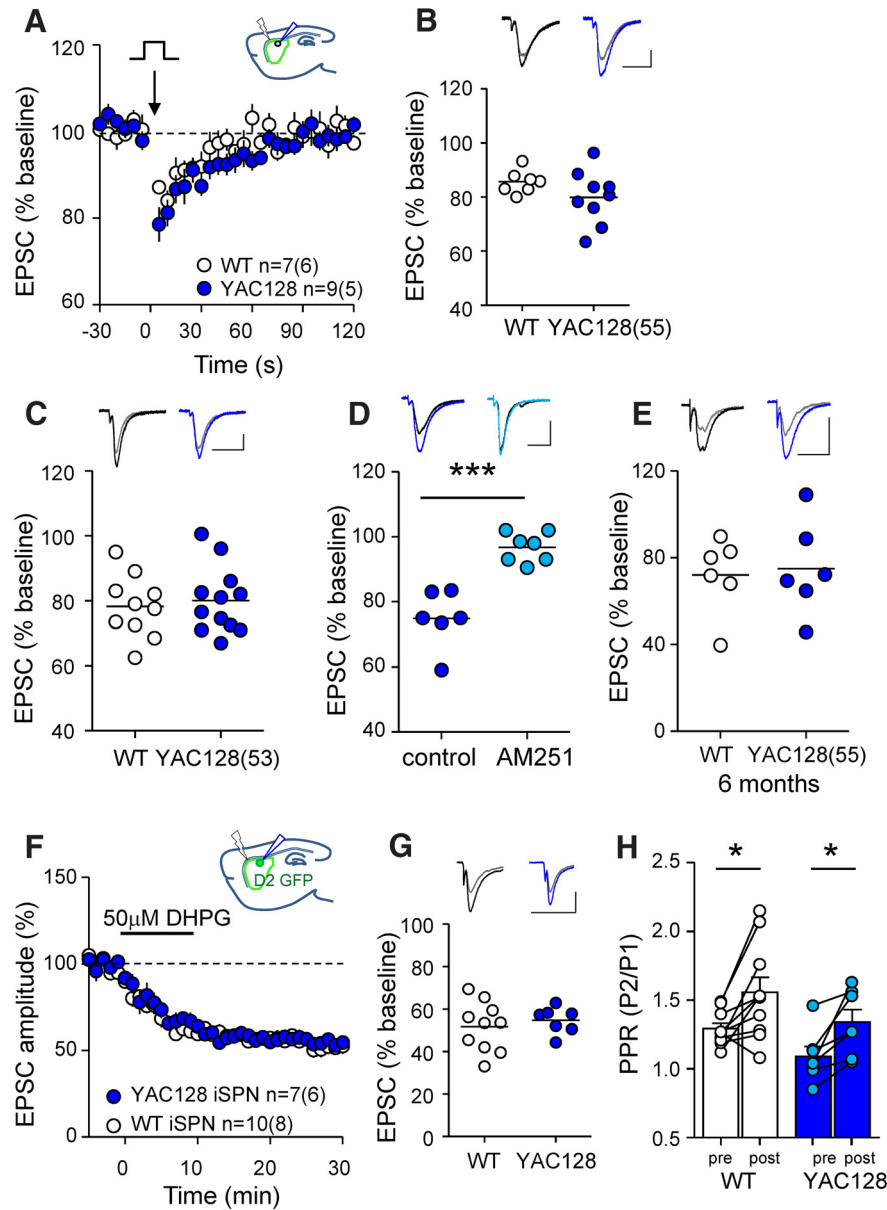 A
EPSC (% baseline)
120
100
80
60
-30
0
30
60
90
120
Time (s)
WT n=7(6)
YAC128 n=9(5)
B
EPSC (% baseline)
120
100
80
60
40
WT YAC128(55)
C
EPSC (% baseline)
120
100
80
60
40
WT YAC128(53)
D
EPSC (% baseline)
120
100
80
60
40
***
control AM251
E
EPSC (% baseline)
120
80
40
0
WT YAC128(55)
6 months
F
D2 GFP
EPSC amplitude (%)
150
100
50
0
50µM DHPG
YAC128 iSPN n=7(6)
WT iSPN n=10(8)
0
10
20
30
Time (min)
G
EPSC (% baseline)
100
80
60
40
20
0
WT YAC128
H
PPR (P2/P1)
2.5
2.0
1.5
1.0
0.5
* *
pre post pre post
WT YAC128